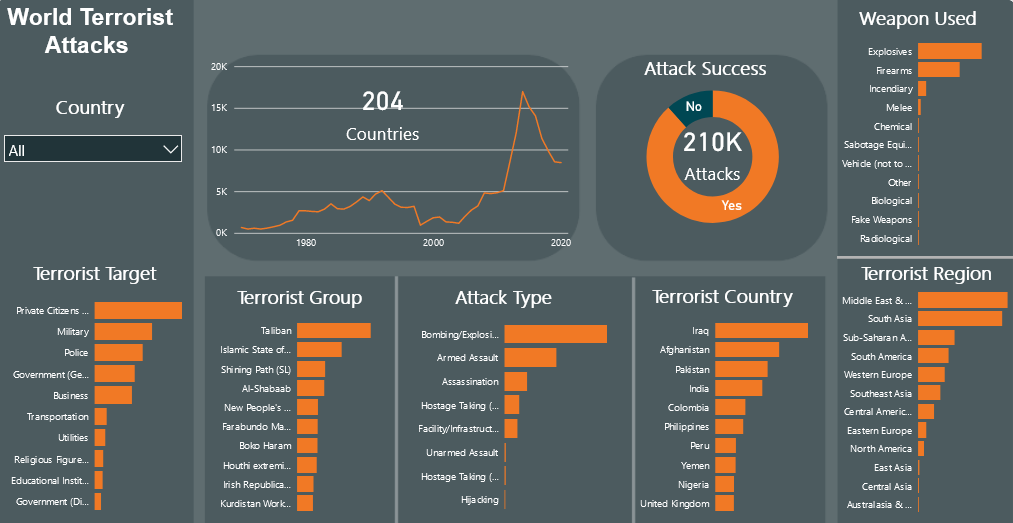 World Terrorist
Attacks
Country
All
20K
15K
10K
5K
0K
1980
2000
2020
204
Countries
Attack Success
No
210K
Attacks
Yes
Weapon Used
Explosives
Firearms
Incendiary
Melee
Chemical
Sabotage Equi...
Vehicle (not to ...
Other
Biological
Fake Weapons
Radiological
Terrorist Target
Private Citizens ...
Military
Police
Government (Ge...
Business
Transportation
Utilities
Religious Figure...
Educational Instit...
Government (Di...
Terrorist Group
Taliban
Islamic State of...
Shining Path (SL)
Al-Shabaab
New People's ...
Farabundo Ma...
Boko Haram
Houthi extremi...
Irish Republica...
Kurdistan Work...
Attack Type
Bombing/Explosi...
Armed Assault
Assassination
Hostage Taking (...
Facility/Infrastruct...
Unarmed Assault
Hostage Taking (...
Hijacking
Terrorist Country
Iraq
Afghanistan
Pakistan
India
Colombia
Philippines
Peru
Yemen
Nigeria
United Kingdom
Terrorist Region
Middle East & ...
South Asia
Sub-Saharan A...
South America
Western Europe
Southeast Asia
Central Americ...
Eastern Europe
North America
East Asia
Central Asia
Australasia & ...